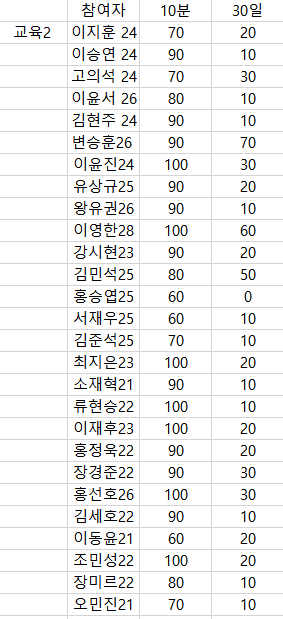 참여자 10분 30일
교육2 이지훈 24 70 20
이승연 24 90 10
고의석 24 70 30
이윤서 26 80 10
김현주 24 90 10
변승훈26 90 70
이윤진24 100 30
유상규25 90 20
왕유권26 90 10
이영한28 100 60
강시현23 90 20
김민석25 80 50
홍승엽25 60 0
서재우25 60 10
김준석25 70 10
최지은23 100 20
소재혁21 90 10
류현승22 100 10
이재후23 100 20
홍정욱22 90 20
장경준22 90 30
홍선호26 100 30
김세호22 90 10
이동윤21 60 20
조민성22 100 20
장미르22 80 10
오민진21 70 10